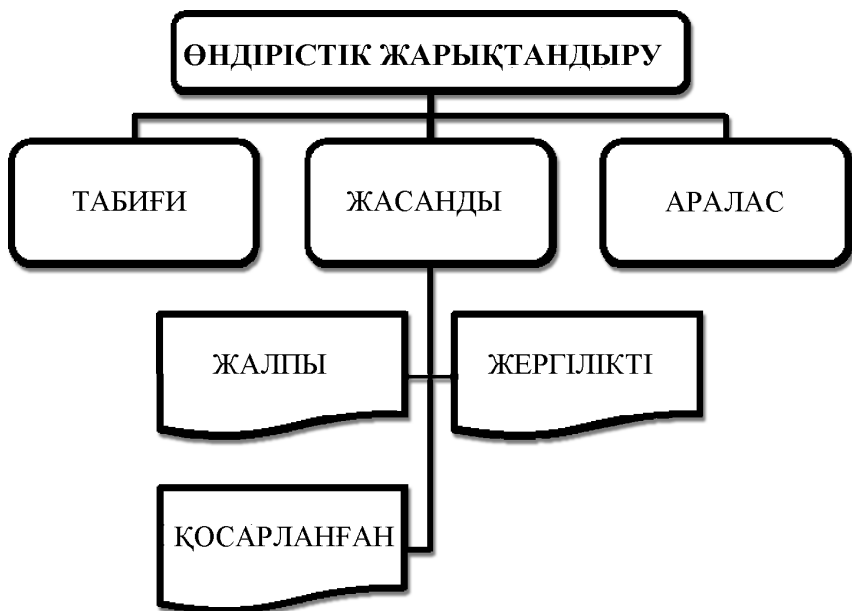 ӨНДІРІСТІК ЖАРЫҚТАНДЫРУ
ТАБИҒИ
ЖАСАНДЫ
АРАЛАС
ЖАЛПЫ
ЖЕРГІЛІКТІ
ҚОСАРЛАНҒАН